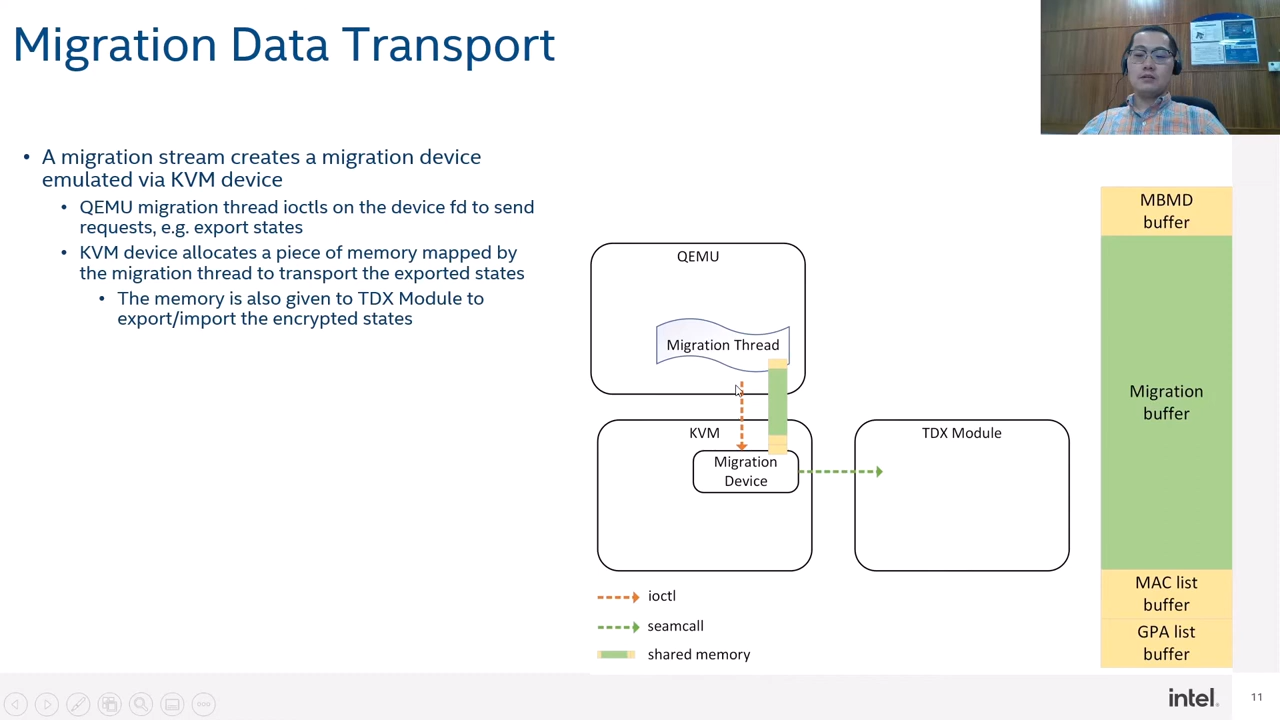 Migration Data Transport
• A migration stream creates a migration device
emulated via KVM device
• QEMU migration thread ioctls on the device fd to send
requests, e.g. export states
• KVM device allocates a piece of memory mapped by
the migration thread to transport the exported states
• The memory is also given to TDX Module to
export/import the encrypted states
QEMU
Migration Thread
KVM
Migration
Device
TDX Module
ioctl
seamcall
shared memory
MBMD
buffer
Migration
buffer
MAC list
buffer
GPA list
buffer
intel.
11